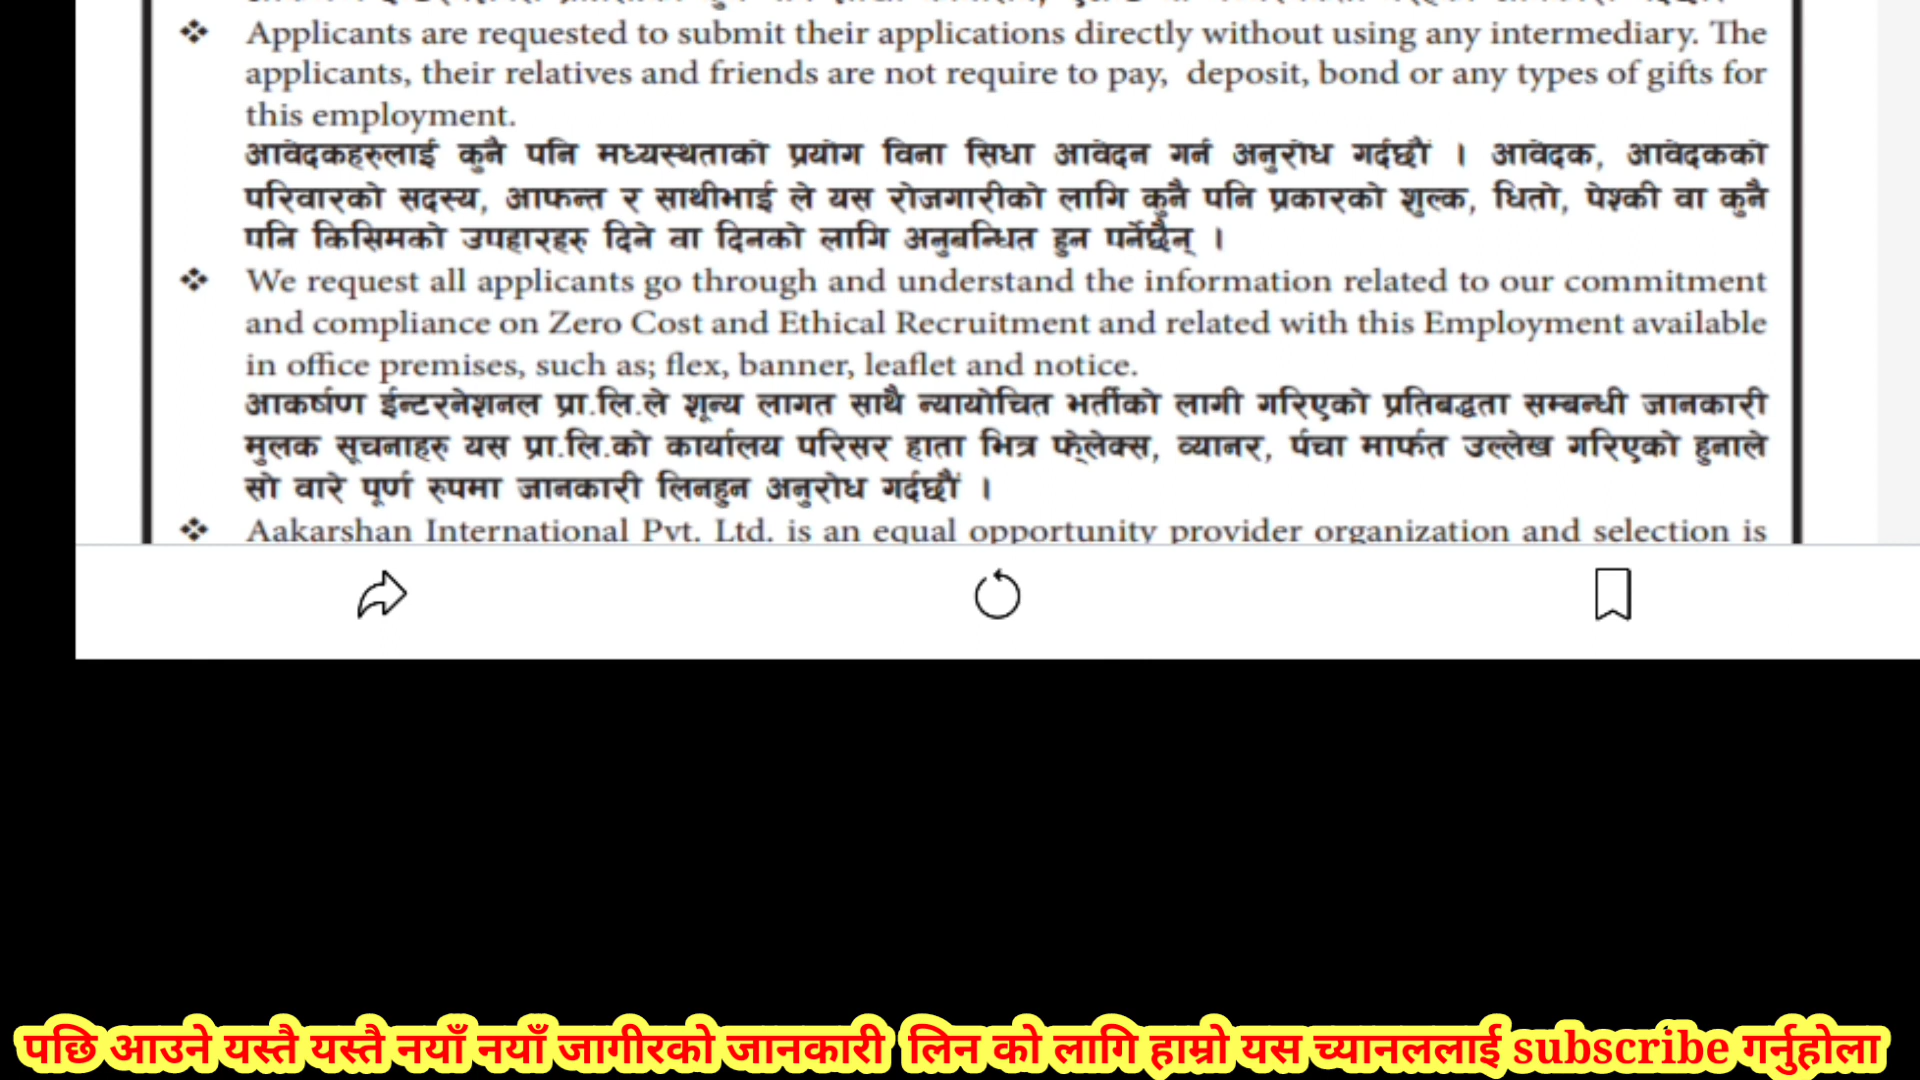 ❖ Applicants are requested to submit their applications directly without using any intermediary. The
applicants, their relatives and friends are not require to pay, deposit, bond or any types of gifts for
this employment.
आवेदकहरुलाई कुनै पनि मध्यस्थताको प्रयोग विना सिधा आवेदन गर्न अनुरोध गर्दछौं । आवेदक, आवेदकको
परिवारको सदस्य, आफन्त र साथीभाई ले यस रोजगारीको लागि कुनै पनि प्रकारको शुल्क, धितो, पेश्की वा कुनै
पनि किसिमको उपहारहरु दिने वा दिनको लागि अनुबन्धित हुन पर्नेछैन् ।
❖ We request all applicants go through and understand the information related to our commitment
and compliance on Zero Cost and Ethical Recruitment and related with this Employment available
in office premises, such as; flex, banner, leaflet and notice.
आकर्षाण ईन्टरनेशनल प्रा.लि.ले शून्य लागत साथै न्यायोचित भर्तीको लागी गरिएको प्रतिबद्धता सम्बन्धी जानकारी
मुलक सूचनाहरु यस प्रा.लि.को कार्यालय परिसर हाता भित्र फ्लेक्स, व्यानर, पंचा मार्फत उल्लेख गरिएको हुनाले
सो वारे पूर्ण रुपमा जानकारी लिनहुन अनुरोध गर्दछौं ।
❖ Aakarshan International Pvt. Ltd. is an equal opportunity provider organization and selection is
पछि आउने यस्तै यस्तै नयाँ नयाँ जागीरको जानकारी लिन को लागि हाम्रो यस च्यानललाई subscribe गर्नुहोला